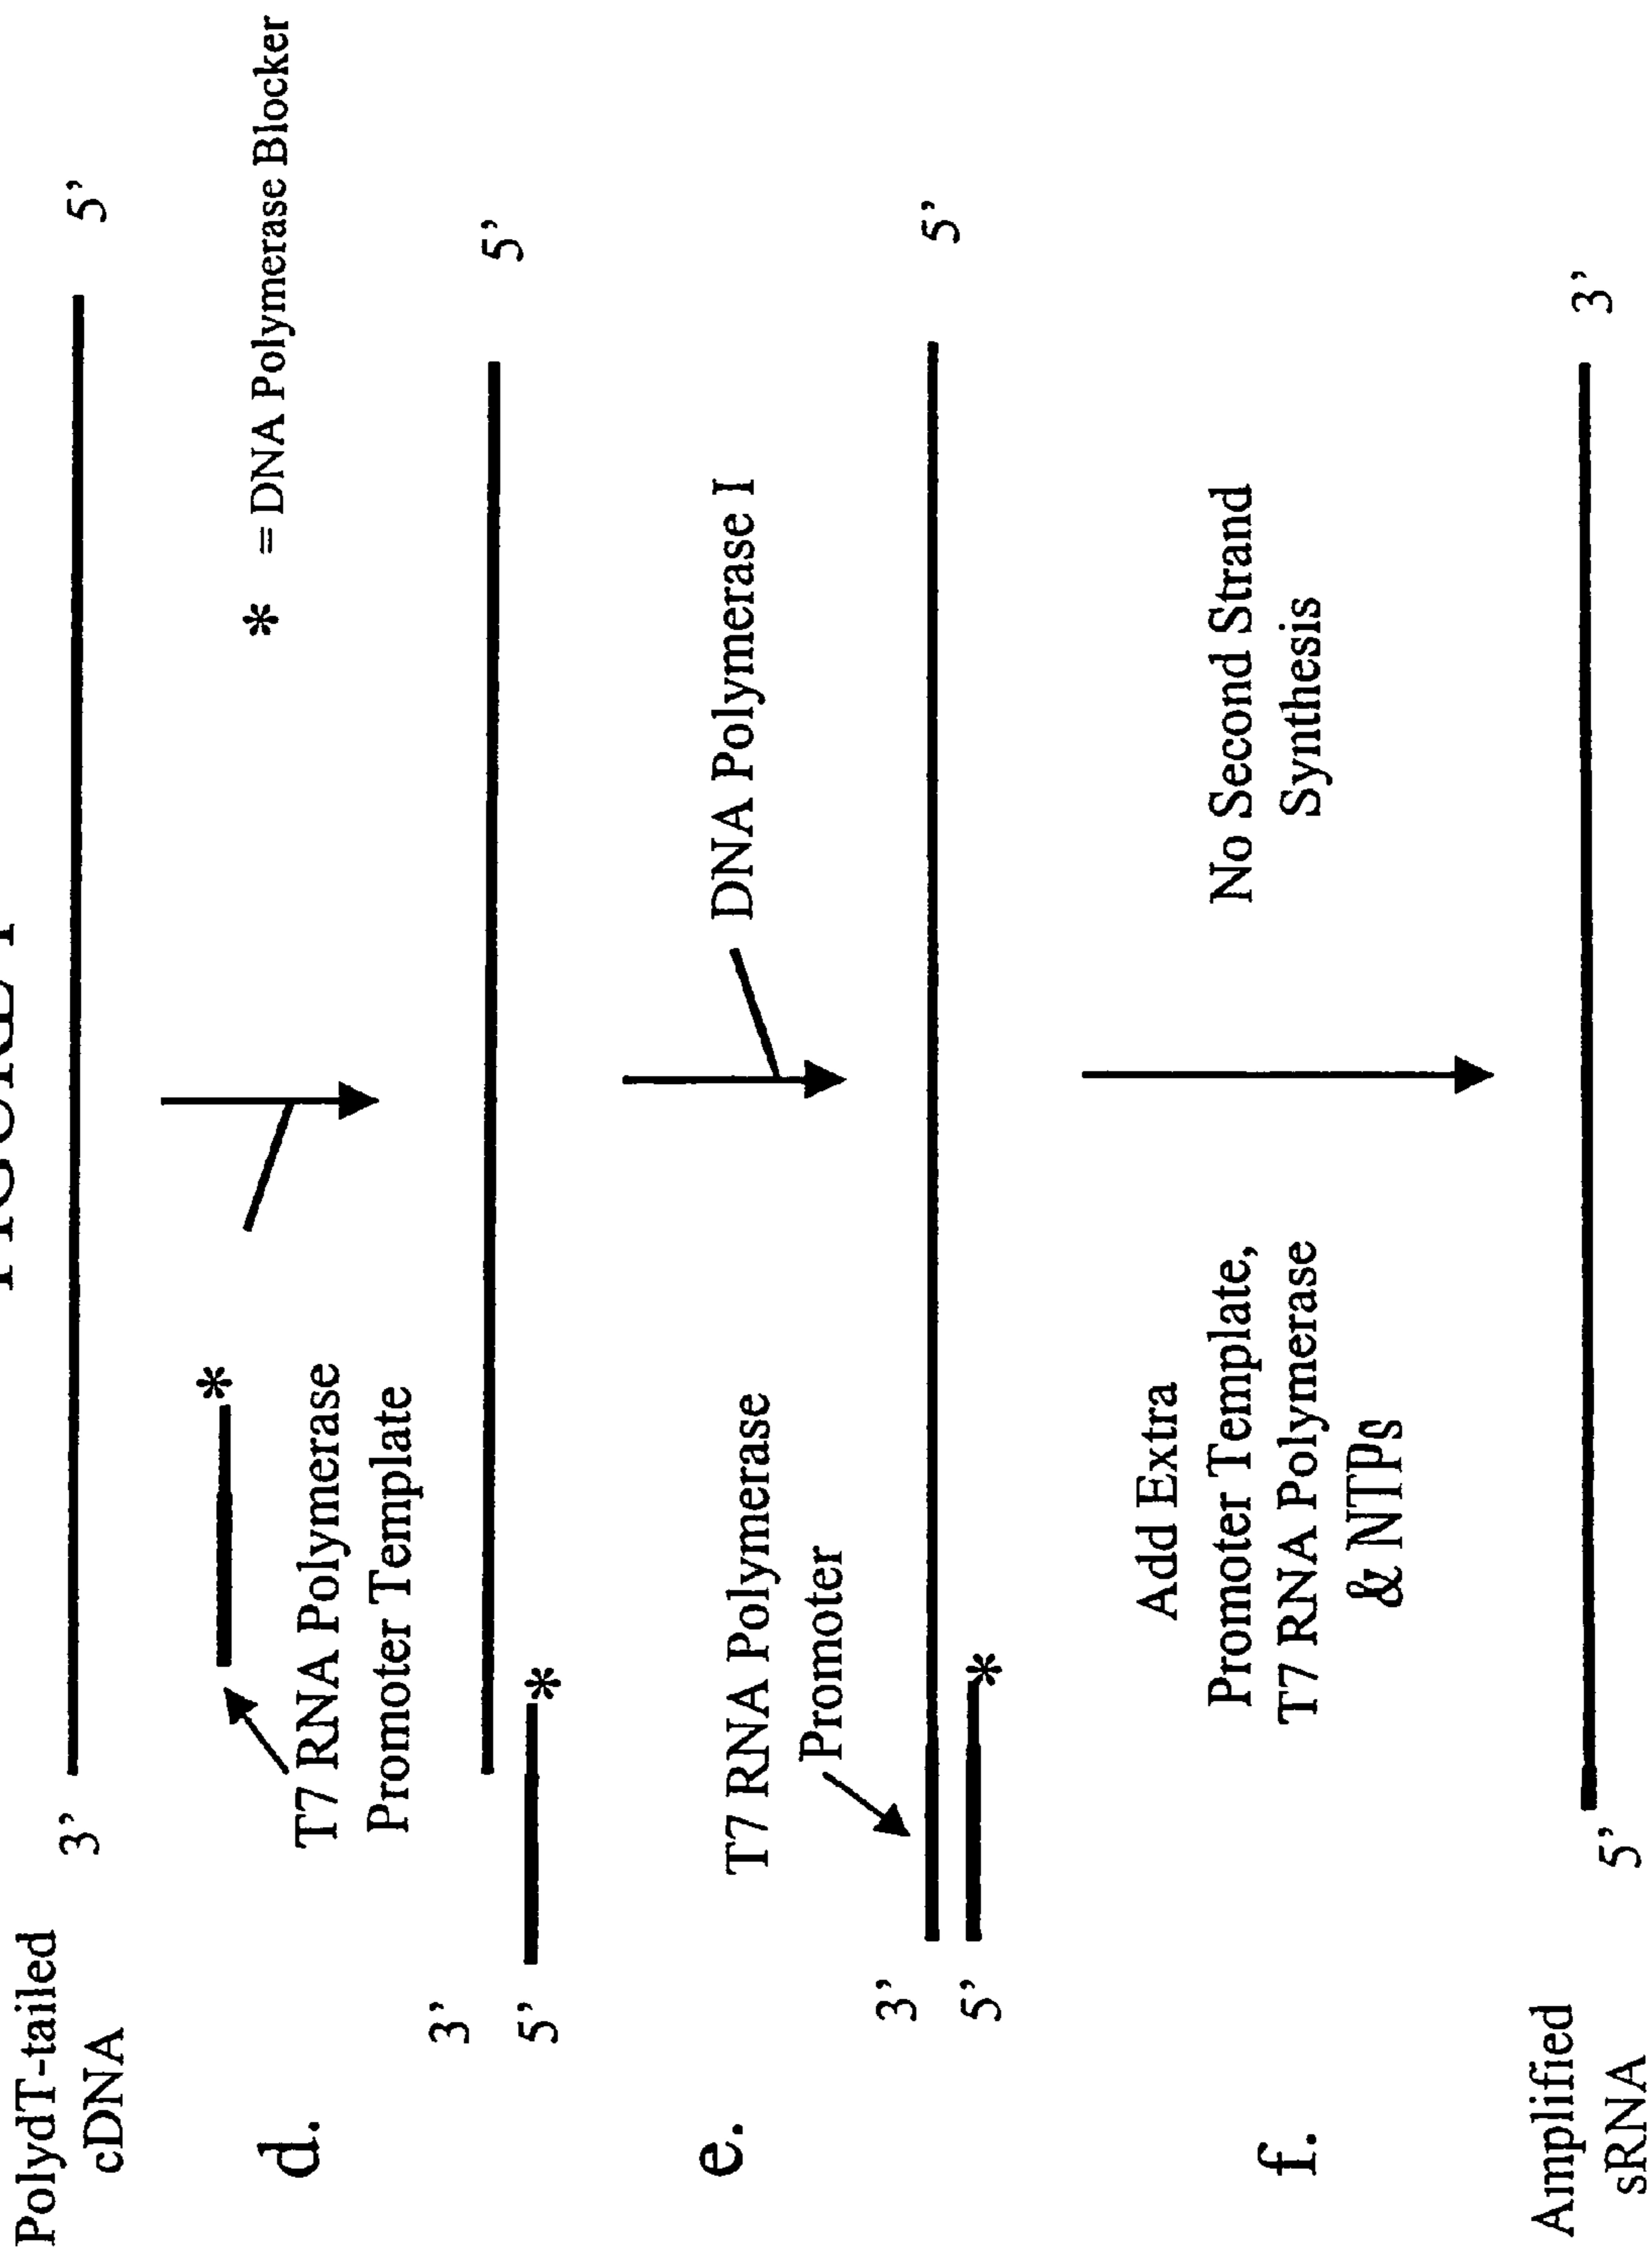 FIGURE
PolydT-tailed
cDNA
3'
5'
d.
T7 RNA Polymerase
Promoter Template
*
* = DNA Polymerase Blocker
3'
5'
5'
*
e.
T7 RNA Polymerase
Promoter
DNA Polymerase I
3'
5'
5'
*
f.
Add Extra
Promoter Template,
T7 RNA Polymerase
& NTPs
No Second Strand
Synthesis
Amplified
sRNA
5'
3'